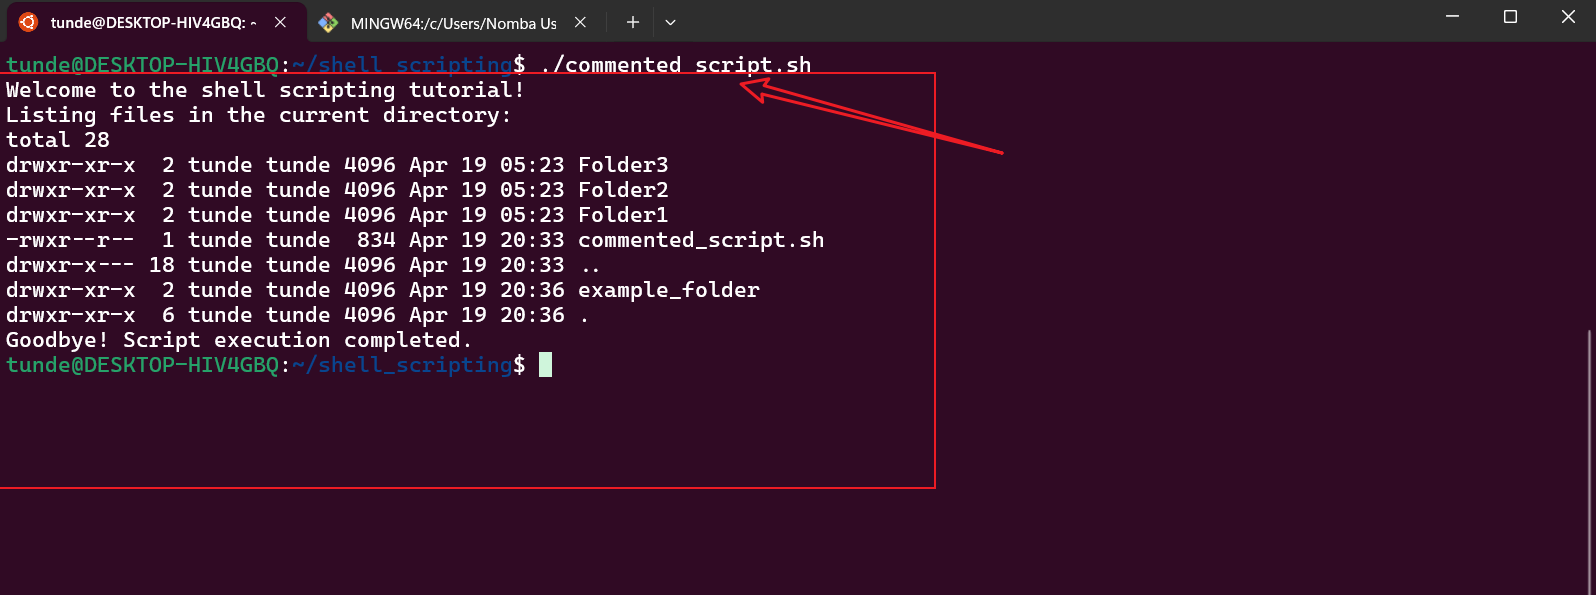 tunde@DESKTOP-HIV4GBQ: ~
MINGW64:/c/Users/Nomba Us
tunde@DESKTOP-HIV4GBQ:~/shell_scripting$ ./commented_script.sh
Welcome to the shell scripting tutorial!
Listing files in the current directory:
total 28
drwxr-xr-x  2 tunde tunde 4096 Apr 19 05:23 Folder3
drwxr-xr-x  2 tunde tunde 4096 Apr 19 05:23 Folder2
drwxr-xr-x  2 tunde tunde 4096 Apr 19 05:23 Folder1
-rwxr--r--  1 tunde tunde  834 Apr 19 20:33 commented_script.sh
drwxr-x--- 18 tunde tunde 4096 Apr 19 20:33 ..
drwxr-xr-x  2 tunde tunde 4096 Apr 19 20:36 example_folder
drwxr-xr-x  6 tunde tunde 4096 Apr 19 20:36 .
Goodbye! Script execution completed.
tunde@DESKTOP-HIV4GBQ:~/shell_scripting$